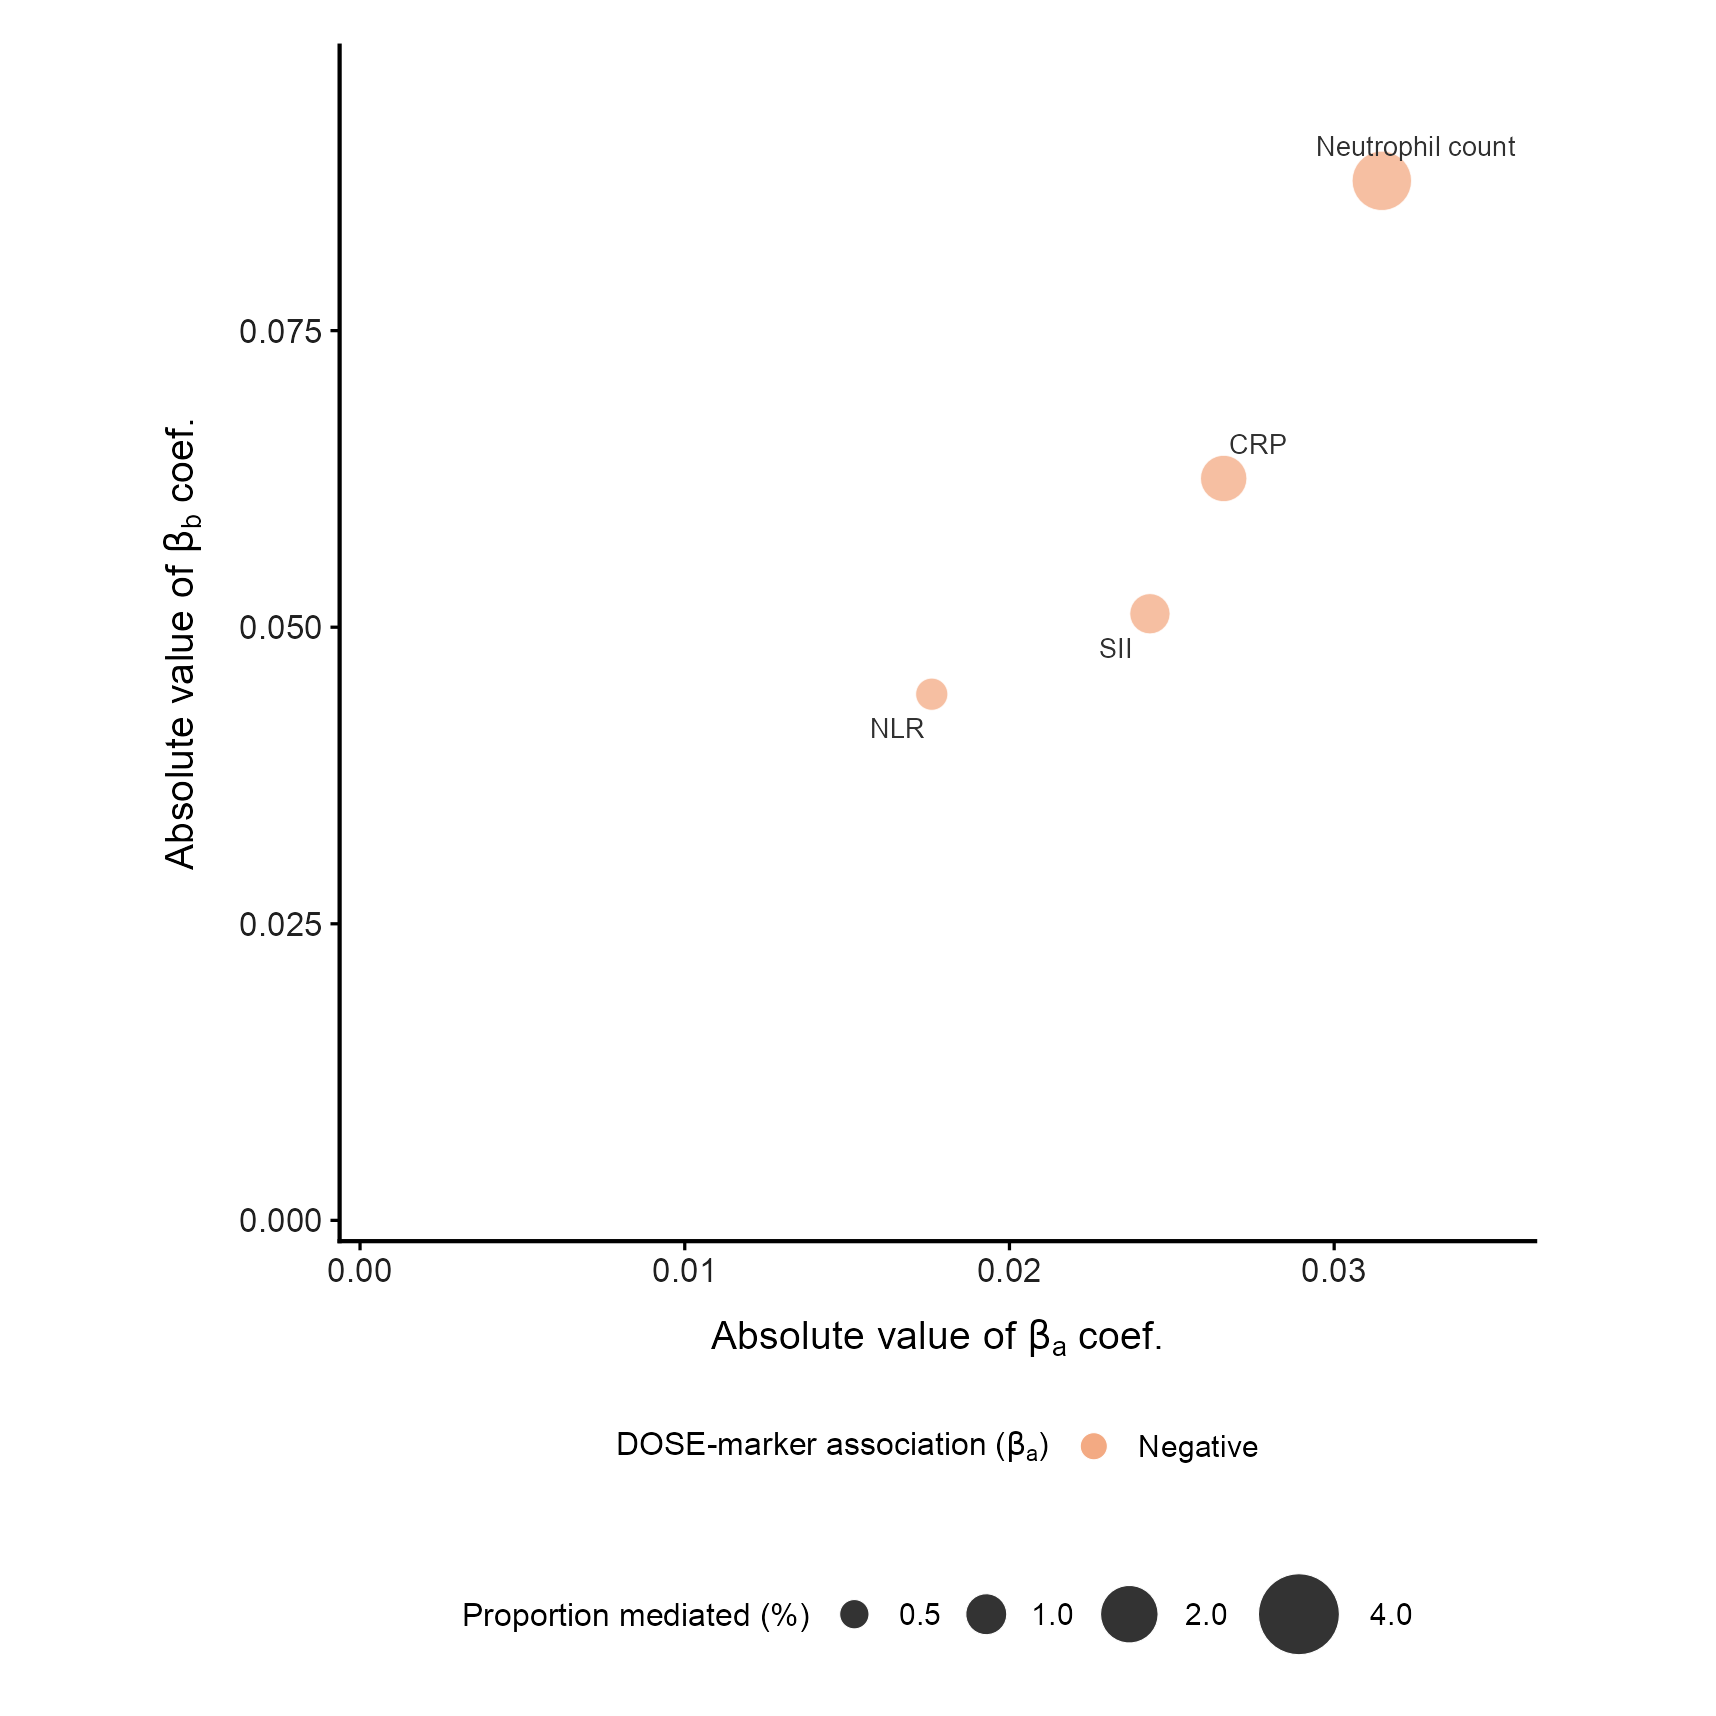 Neutrophil count
0.075
CRP
0.050
SII
NLR
0.025
0.000
Absolute value of βb coef.
0.00 0.01 0.02 0.03
Absolute value of βa coef.
DOSE-marker association (βa) Negative
Proportion mediated (%) 0.5 1.0 2.0 4.0